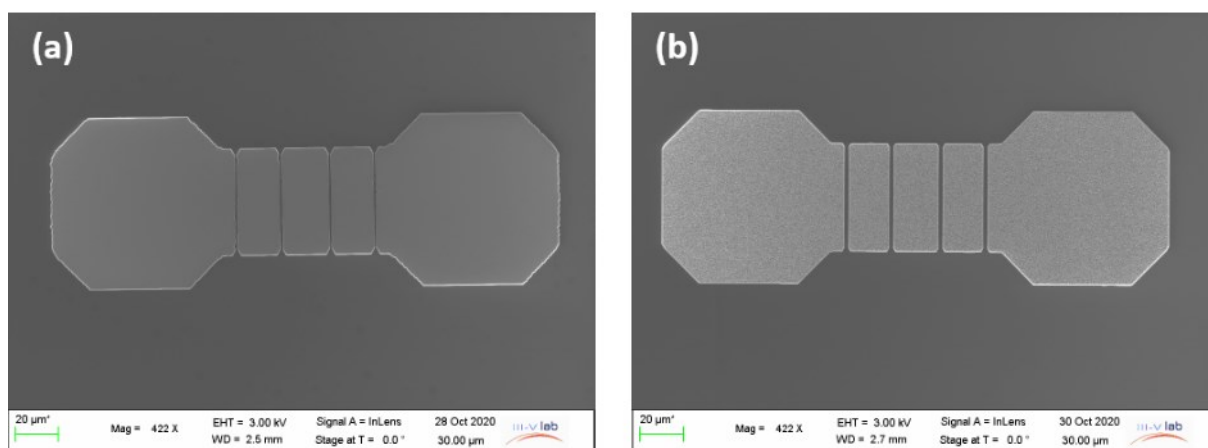 (a)
20 µm*
Mag = 422 X
EHT = 3.00 kV
WD = 2.5 mm
Signal A = InLens
Stage at T = 0.0 °
28 Oct 2020
30.00 µm
III-V lab
(b)
20 µm*
Mag = 422 X
EHT = 3.00 kV
WD = 2.7 mm
Signal A = InLens
Stage at T = 0.0 °
30 Oct 2020
30.00 µm
III-V lab